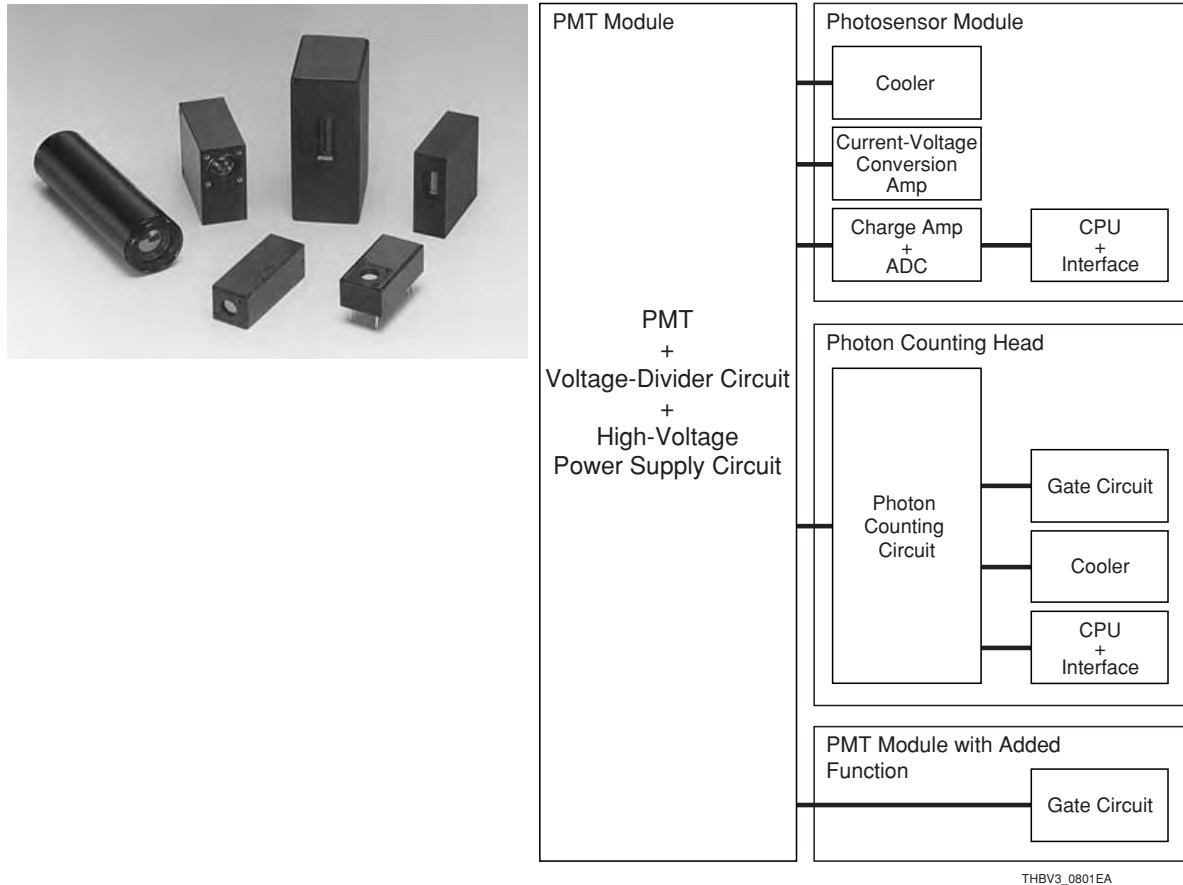 PMT Module
PMT
+
Voltage-Divider Circuit
+
High-Voltage
Power Supply Circuit
Photosensor Module
Cooler
Current-Voltage
Conversion
Amp
Charge Amp
+
ADC
CPU
+
Interface
Photon Counting Head
Photon
Counting
Circuit
Gate Circuit
Cooler
CPU
+
Interface
PMT Module with Added
Function
Gate Circuit
THBV3_0801EA